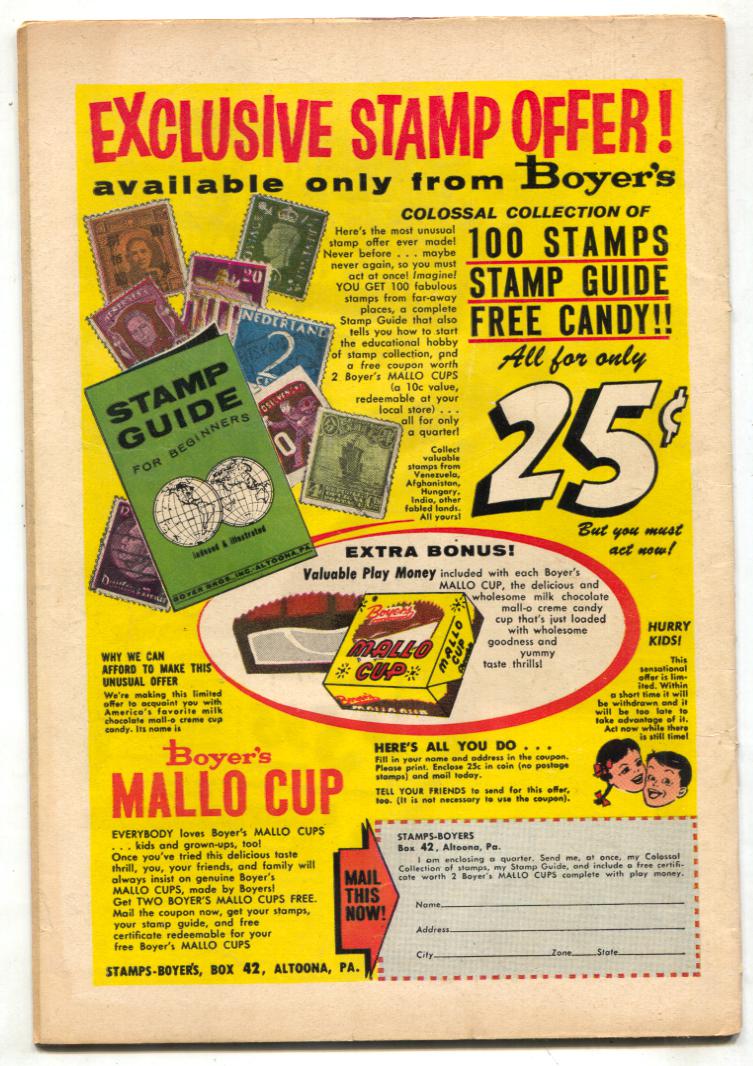 EXCLUSIVE STAMP OFFER!
available only from Boyer's
COLOSSAL COLLECTION OF
100 STAMPS
STAMP GUIDE
FREE CANDY!!
All for only
25¢
But you must
act now!
Here's the most unusual
stamp offer ever made!
Never before . . . maybe
never again, so you must
act at once! Imagine!
YOU GET 100 fabulous
stamps from far-away
places, a complete
Stamp Guide that also
tells you how to start
the educational hobby
of stamp collection, and
a free coupon worth
2 Boyer's MALLO CUPS
(a 10c value,
redeemable at your
local store) . . .
all for only
a quarter!
Collect
valuable
stamps from
Venezuela,
Afghanistan,
Hungary,
India, other
fabled lands.
All yours!
20
NEDERLAND
2
STAMP
GUIDE
FOR BEGINNERS
indexed & illustrated
BOYER BROS., INC.-ALTOONA, PA.
EXTRA BONUS!
Valuable Play Money included with each Boyer's
MALLO CUP, the delicious and
wholesome milk chocolate
mall-o creme candy
cup that's just loaded
with wholesome
goodness and
yummy
taste thrills!
Boyer's
MALLO
CUP
MALLO
CUP
Boyer's
MALLO CUP
HURRY
KIDS!
This
sensational
offer is lim-
ited. Within
a short time it will
be withdrawn and it
will be too late to
take advantage of it.
Act now while there
is still time!
WHY WE CAN
AFFORD TO MAKE THIS
UNUSUAL OFFER
We're making this limited
offer to acquaint you with
America's favorite milk
chocolate mall-o creme cup
candy. Its name is
Boyer's
MALLO CUP
EVERYBODY loves Boyer's MALLO CUPS
. . . kids and grown-ups, too!
Once you've tried this delicious taste
thrill, you, your friends, and family will
always insist on genuine Boyer's
MALLO CUPS, made by Boyers!
Get TWO BOYER'S MALLO CUPS FREE.
Mail the coupon now, get your stamps,
your stamp guide, and free
certificate redeemable for your
free Boyer's MALLO CUPS
STAMPS-BOYER'S, BOX 42, ALTOONA, PA.
HERE'S ALL YOU DO . . .
Fill in your name and address in the coupon.
Please print. Enclose 25c in coin (no postage
stamps) and mail today.
TELL YOUR FRIENDS to send for this offer,
too. (It is not necessary to use the coupon).
MAIL
THIS
NOW!
STAMPS-BOYERS
Box 42, Altoona, Pa.
I am enclosing a quarter. Send me, at once, my Colossal
Collection of stamps, my Stamp Guide, and include a free certifi-
cate worth 2 Boyer's MALLO CUPS complete with play money.
Name
Address
City Zone State